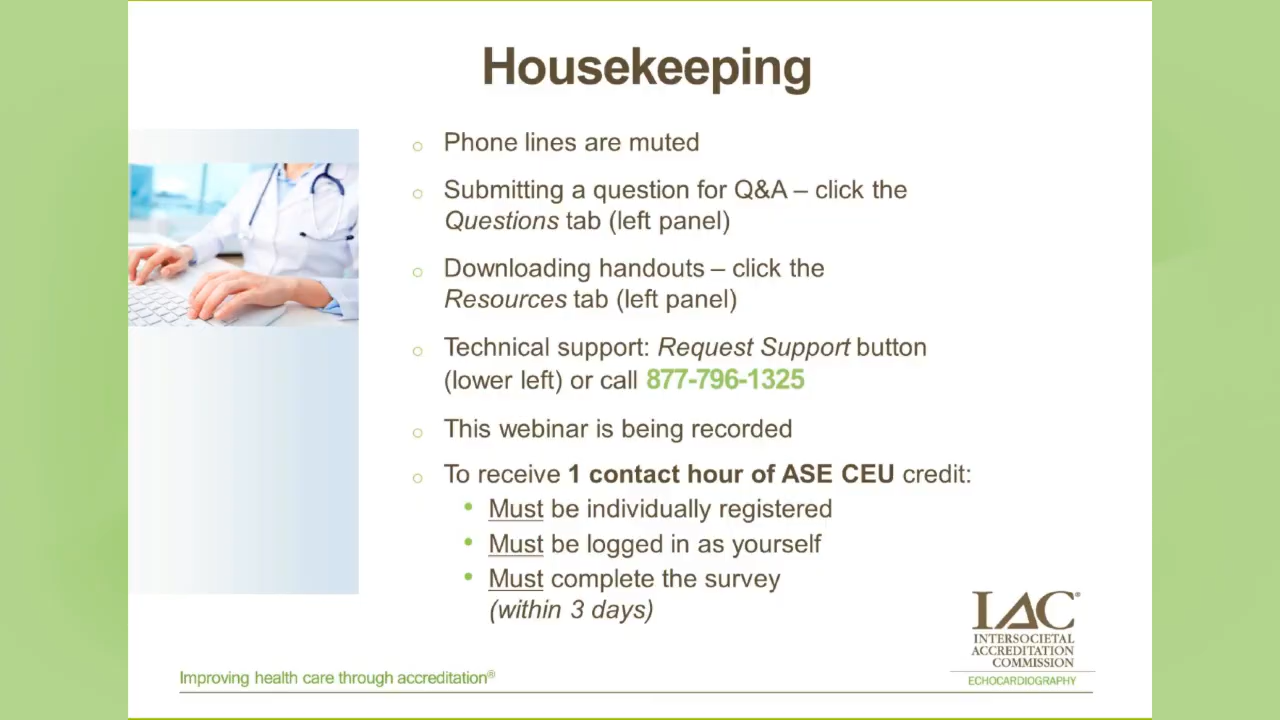 Housekeeping
o Phone lines are muted
o Submitting a question for Q&A – click the
Questions tab (left panel)
o Downloading handouts – click the
Resources tab (left panel)
o Technical support: Request Support button
(lower left) or call 877-796-1325
o This webinar is being recorded
o To receive 1 contact hour of ASE CEU credit:
• Must be individually registered
• Must be logged in as yourself
• Must complete the survey
(within 3 days)
IAC®
INTERSOCIETAL
ACCREDITATION
COMMISSION
ECHOCARDIOGRAPHY
Improving health care through accreditation®